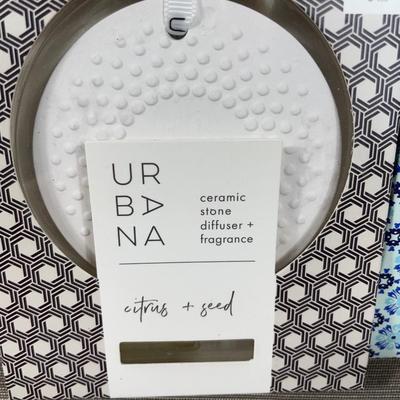 UR
BA
NA
ceramic
stone
diffuser +
fragrance
citrus + seed